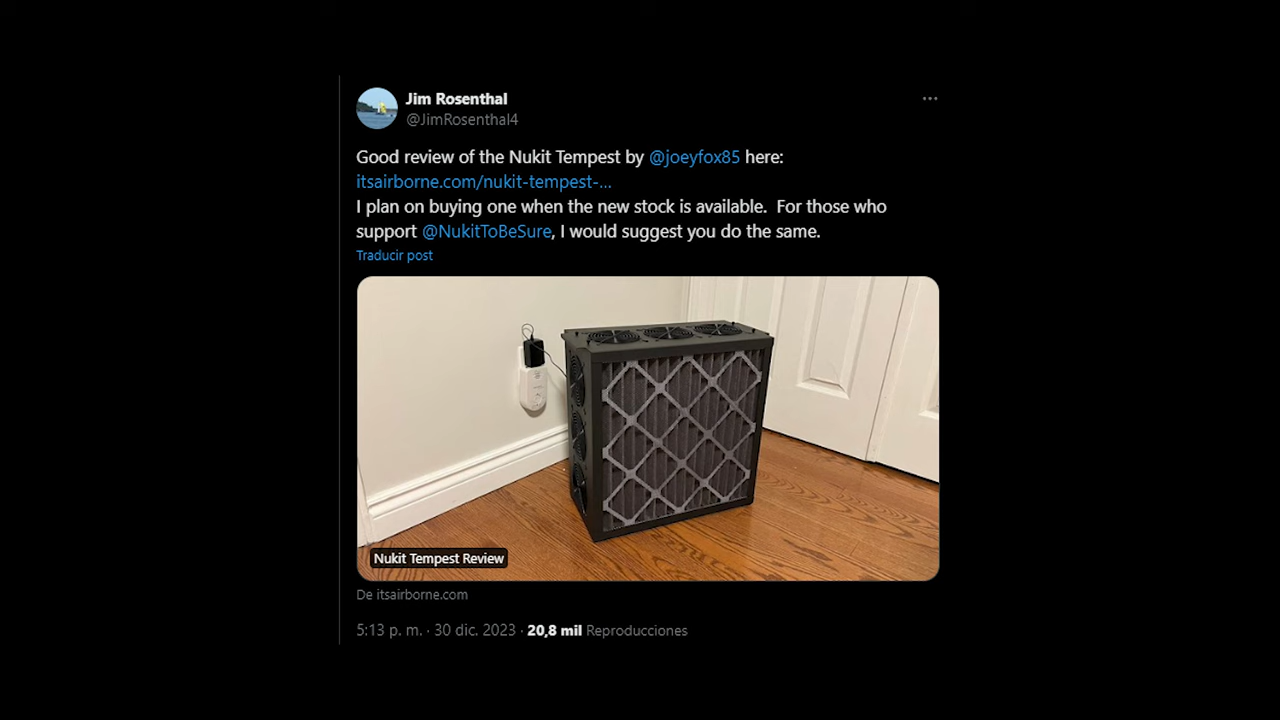 Jim Rosenthal
@JimRosenthal4
Good review of the Nukit Tempest by @joeyfox85 here:
itsairborne.com/nukit-tempest-...
I plan on buying one when the new stock is available.  For those who
support @NukitToBeSure, I would suggest you do the same.
Traducir post
Nukit Tempest Review
De itsairborne.com
5:13 p. m. · 30 dic. 2023 · 20,8 mil Reproducciones